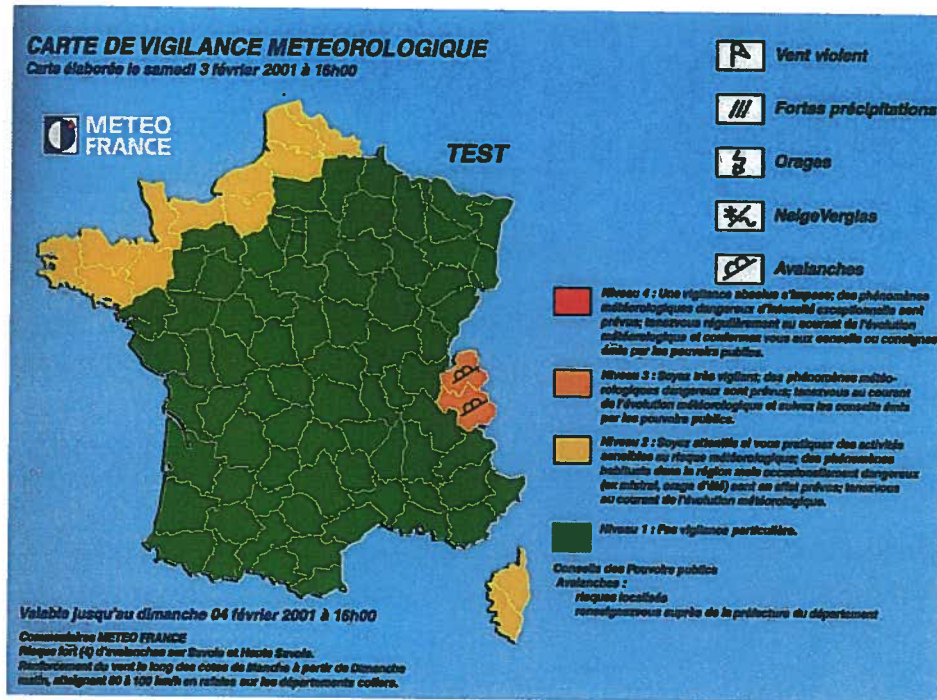 CARTE DE VIGILANCE METEOROLOGIQUE
Carte élaborée le samedi 3 février 2001 à 16h00
METEO
FRANCE
TEST
Vent violent
Fortes précipitations
Orages
NeigeVerglas
Avalanches
Niveau 4 : Une vigilance absolue s'impose; des phénomènes
météorologiques dangereux d'intensité exceptionnelle sont
prévus; tenezvous régulièrement au courant de l'évolution
météorologique et conformez vous aux conseils ou consignes
émis par les pouvoirs publics.
Niveau 3 : Soyez très vigilant; des phénomènes météo-
rologiques dangereux sont prévus; tenezvous au courant
de l'évolution météorologique et suivez les conseils émis
par les pouvoirs publics.
Niveau 2 : Soyez attentifs si vous pratiquez des activités
sensibles au risque météorologique; des phénomènes
habituels dans la région mais occasionnellement dangereux
(ex mistral, orage d'été) sont en effet prévus; tenezvous
au courant de l'évolution météorologique.
Niveau 1 : Pas vigilance particulière.
Conseils des Pouvoirs publics
Avalanches :
risques localisés
renseignezvous auprès de la préfecture du département
Valable jusqu'au dimanche 04 février 2001 à 16h00
Commentaires METEO FRANCE
Risque fort (4) d'avalanches sur Savoie et Haute Savoie.
Renforcement du vent le long des cotes de Manche à partir de Dimanche
matin, atteignant 80 à 100 km/h en rafales sur les départements cotiers.